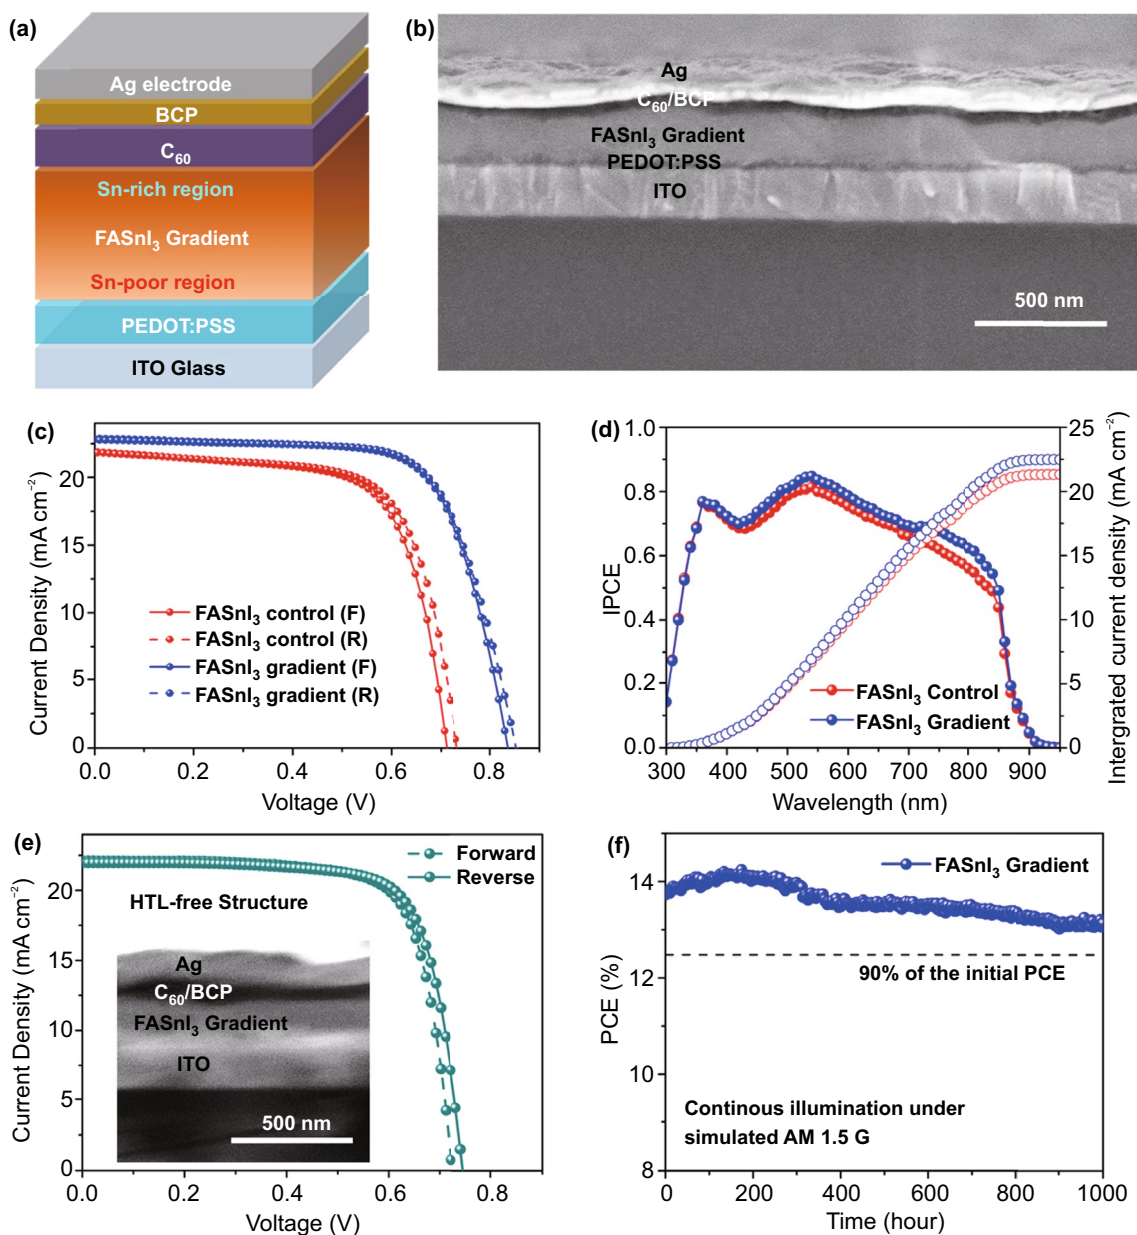 (a)
Ag electrode
BCP
C₆₀
Sn-rich region
FASnI₃ Gradient
Sn-poor region
PEDOT:PSS
ITO Glass
(b)
Ag
C₆₀/BCP
FASnI₃ Gradient
PEDOT:PSS
ITO
500 nm
(c)
Current Density (mA cm⁻²)
20
15
10
5
0
FASnI₃ control (F)
FASnI₃ control (R)
FASnI₃ gradient (F)
FASnI₃ gradient (R)
0.0 0.2 0.4 0.6 0.8
Voltage (V)
(d)
IPCE
1.0
0.8
0.6
0.4
0.2
0.0
FASnI₃ Control
FASnI₃ Gradient
25
20
15
10
5
0
Intergrated current density (mA cm⁻²)
300 400 500 600 700 800 900
Wavelength (nm)
(e)
Current Density (mA cm⁻²)
20
15
10
5
0
Forward
Reverse
HTL-free Structure
Ag
C₆₀/BCP
FASnI₃ Gradient
ITO
500 nm
0.0 0.2 0.4 0.6 0.8
Voltage (V)
(f)
PCE (%)
14
12
10
8
FASnI₃ Gradient
90% of the initial PCE
Continous illumination under
simulated AM 1.5 G
0 200 400 600 800 1000
Time (hour)